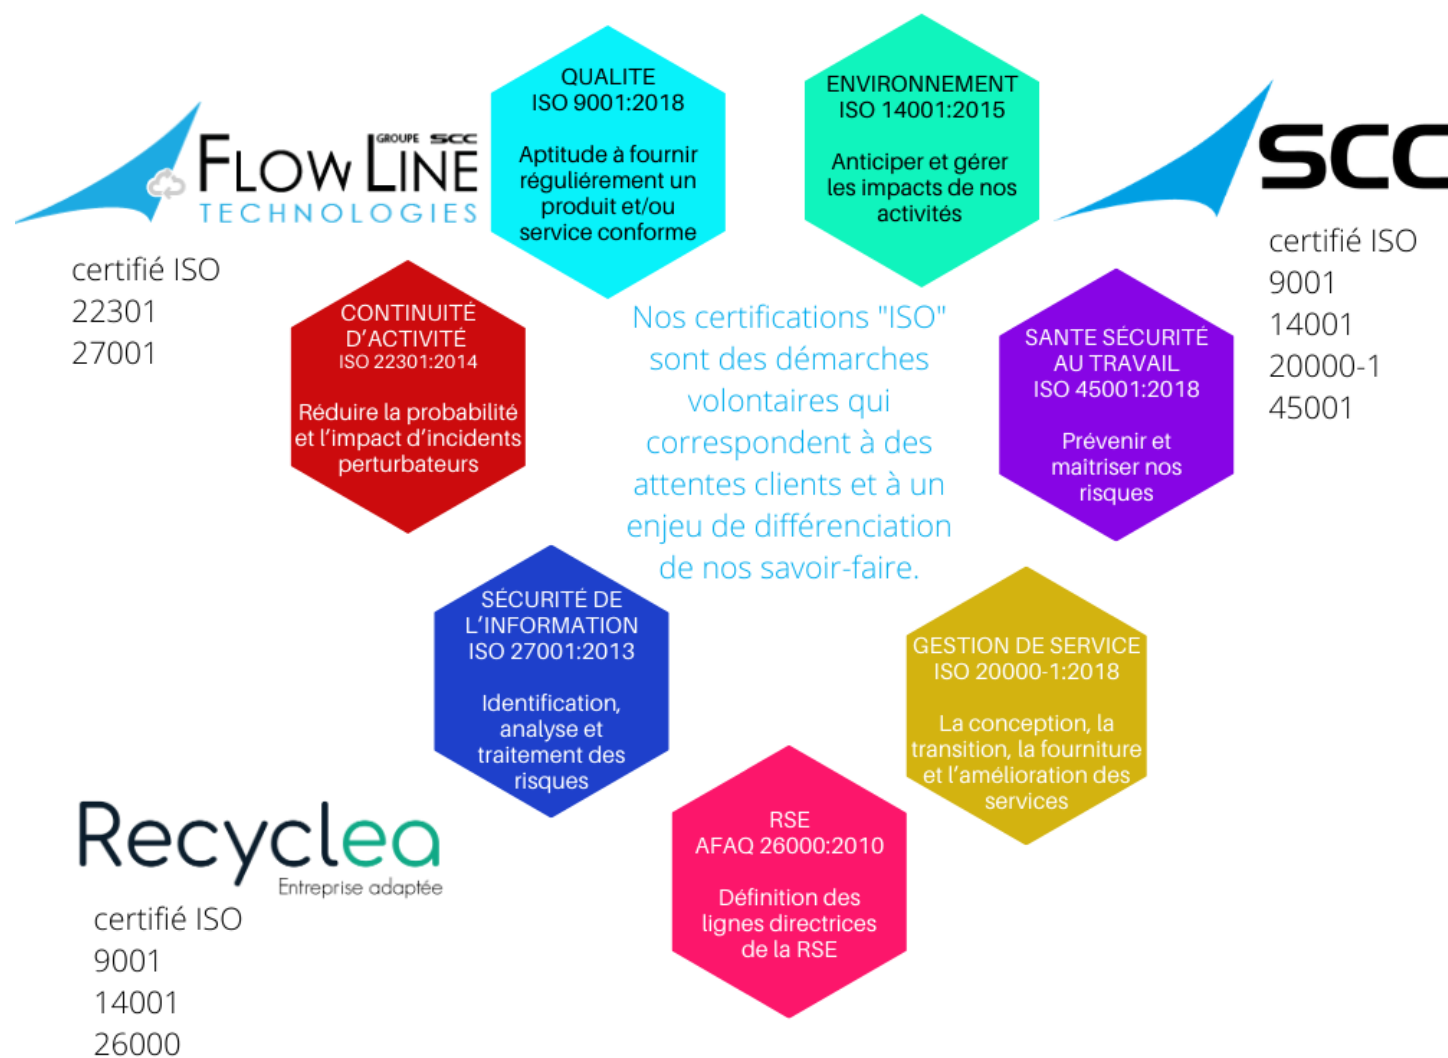 GROUPE SCC
FLOW LINE
TECHNOLOGIES
certifié ISO
22301
27001
QUALITE
ISO 9001:2018
Aptitude à fournir
réguliérement un
produit et/ou
service conforme
ENVIRONNEMENT
ISO 14001:2015
Anticiper et gérer
les impacts de nos
activités
SCC
certifié ISO
9001
14001
20000-1
45001
CONTINUITÉ
D'ACTIVITÉ
ISO 22301:2014
Réduire la probabilité
et l'impact d'incidents
perturbateurs
Nos certifications "ISO"
sont des démarches
volontaires qui
correspondent à des
attentes clients et à un
enjeu de différenciation
de nos savoir-faire.
SANTE SÉCURITÉ
AU TRAVAIL
ISO 45001:2018
Prévenir et
maitriser nos
risques
SÉCURITÉ DE
L'INFORMATION
ISO 27001:2013
Identification,
analyse et
traitement des
risques
GESTION DE SERVICE
ISO 20000-1:2018
La conception, la
transition, la fourniture
et l'amélioration des
services
RSE
AFAQ 26000:2010
Définition des
lignes directrices
de la RSE
Recyclea
Entreprise adaptée
certifié ISO
9001
14001
26000